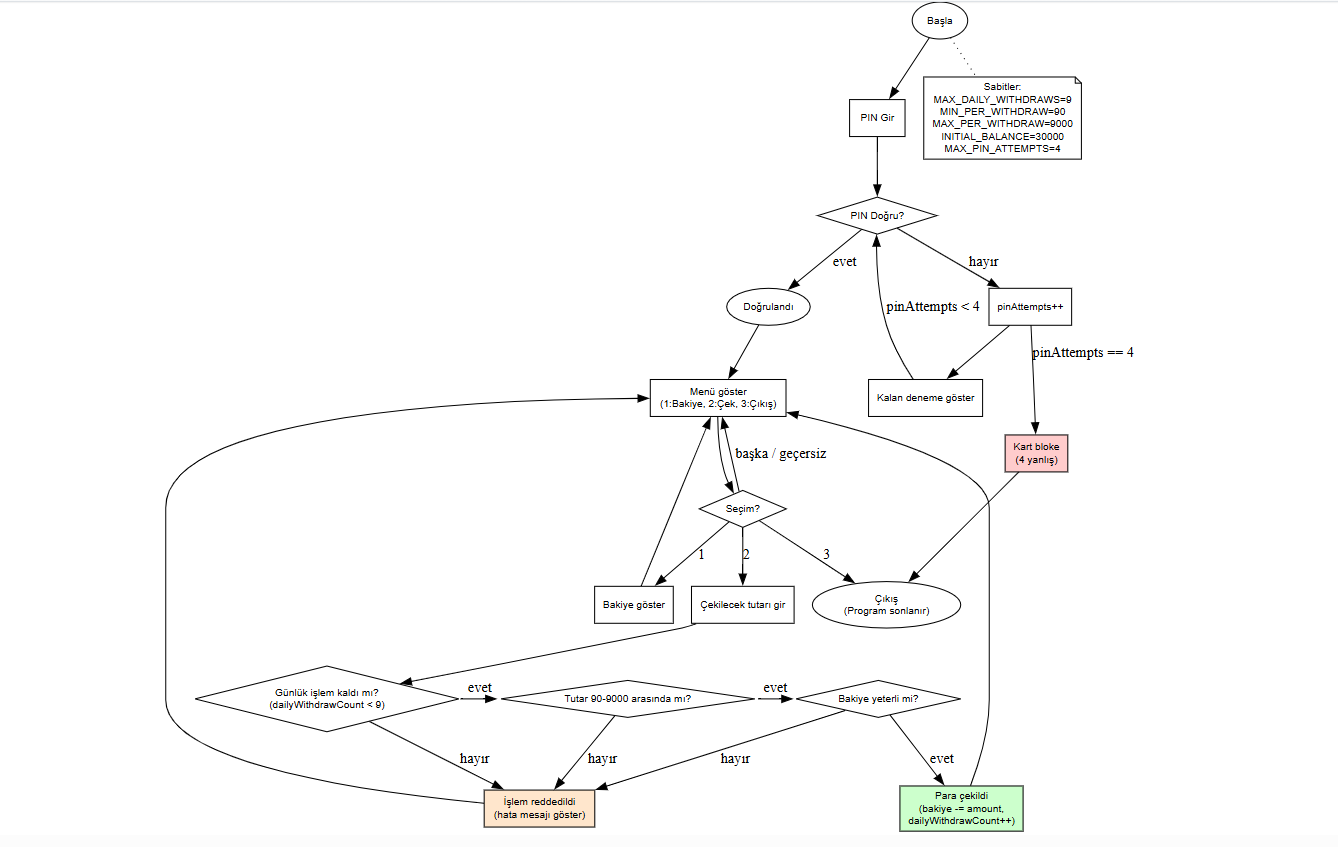 Başla
Sabitler:
MAX_DAILY_WITHDRAWS=9
MIN_PER_WITHDRAW=90
MAX_PER_WITHDRAW=9000
INITIAL_BALANCE=30000
MAX_PIN_ATTEMPTS=4
PIN Gir
PIN Doğru?
evet
hayır
Doğrulandı
pinAttempts < 4
pinAttempts++
pinAttempts == 4
Menü göster
(1:Bakiye, 2:Çek, 3:Çıkış)
Kalan deneme göster
başka / geçersiz
Kart bloke
(4 yanlış)
Seçim?
1
2
3
Bakiye göster
Çekilecek tutarı gir
Çıkış
(Program sonlanır)
Günlük işlem kaldı mı?
(dailyWithdrawCount < 9)
evet
Tutar 90-9000 arasında mı?
evet
Bakiye yeterli mi?
hayır
hayır
hayır
evet
İşlem reddedildi
(hata mesajı göster)
Para çekildi
(bakiye -= amount,
dailyWithdrawCount++)